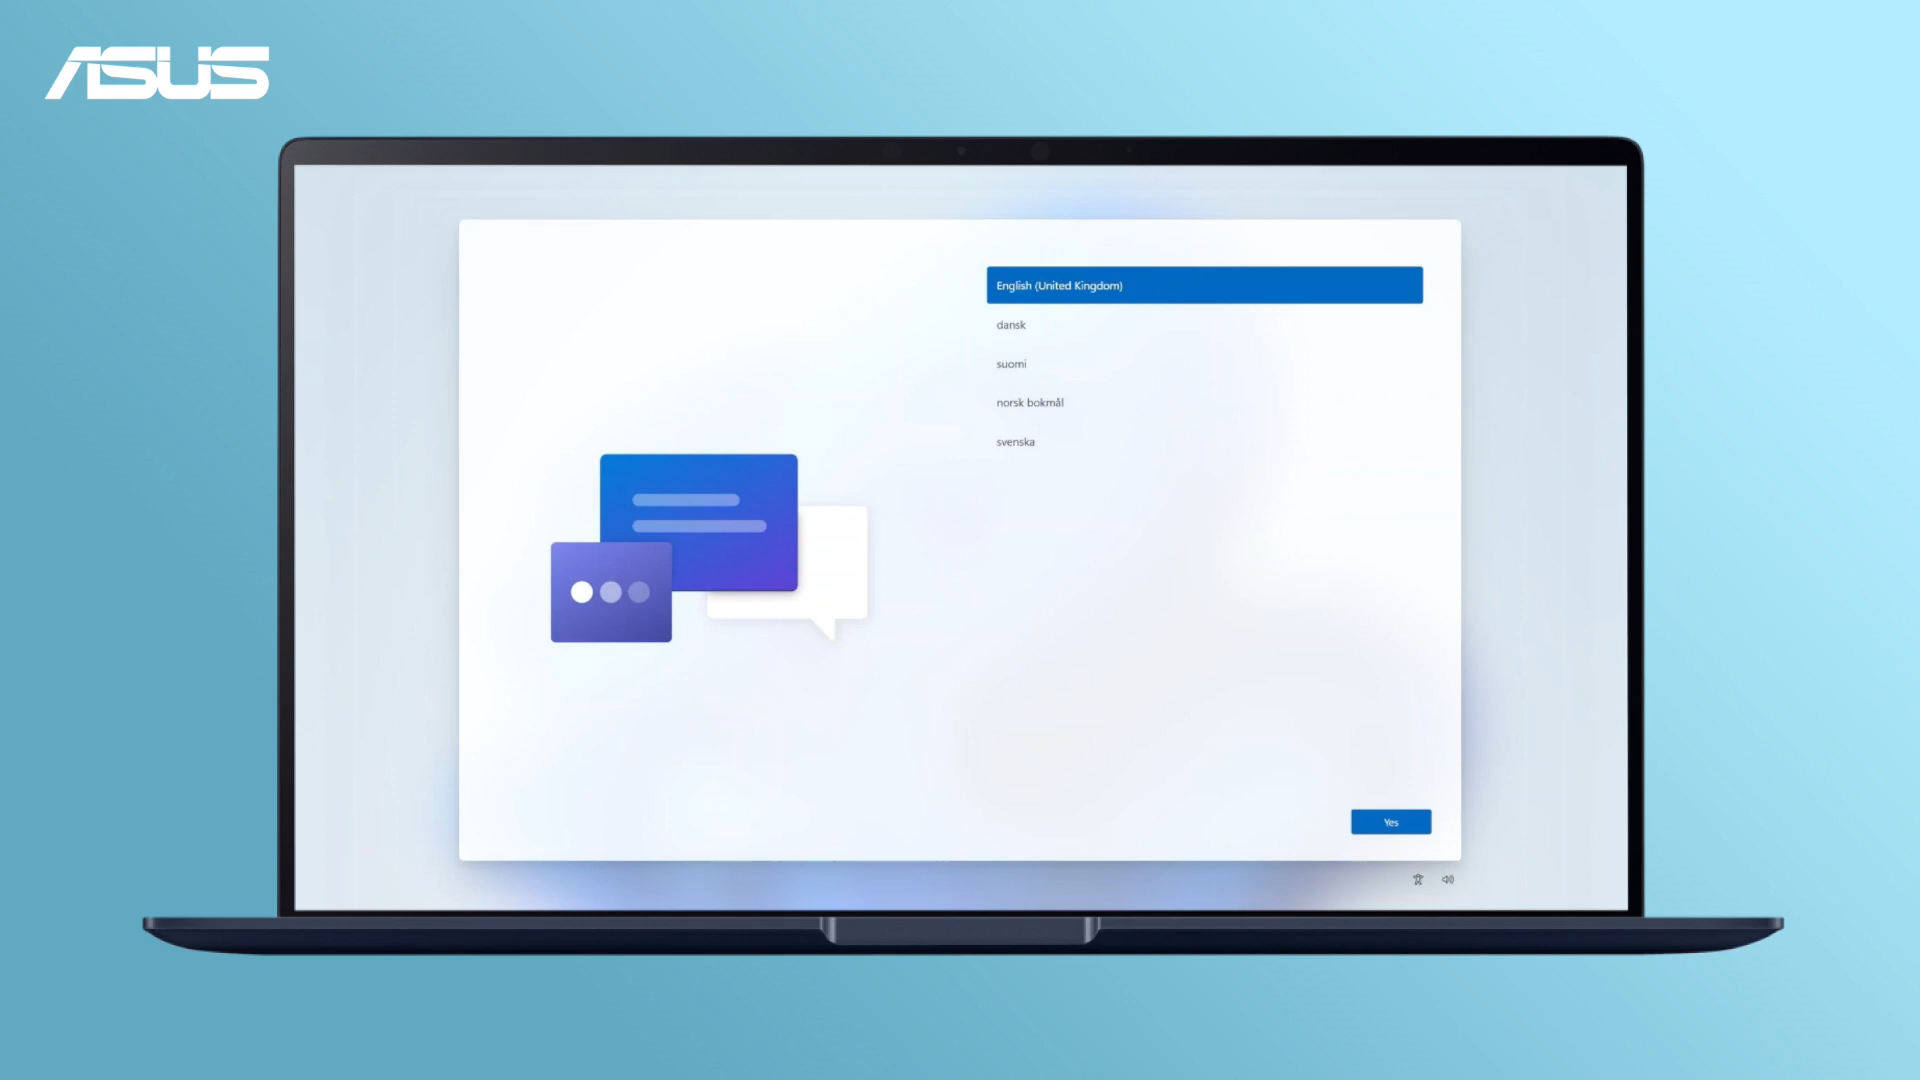 ASUS
English (United Kingdom)
dansk
suomi
norsk bokmål
svenska
Yes